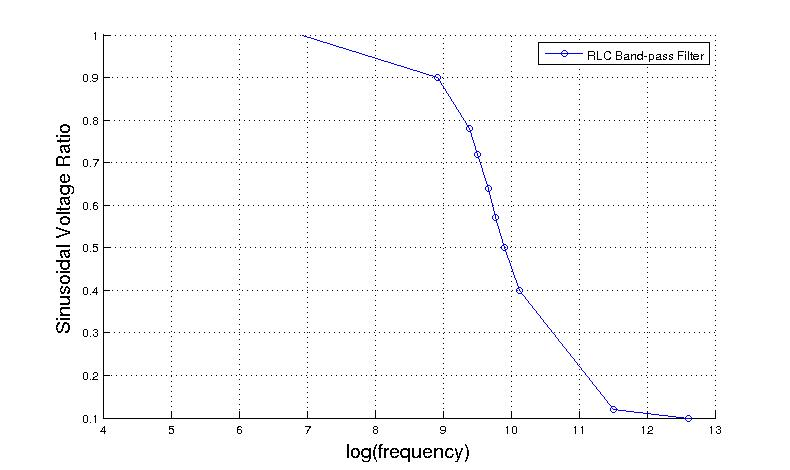 RLC Band-pass Filter
1
0.9
0.8
0.7
0.6
0.5
0.4
0.3
0.2
0.1
Sinusoidal Voltage Ratio
4 5 6 7 8 9 10 11 12 13
log(frequency)